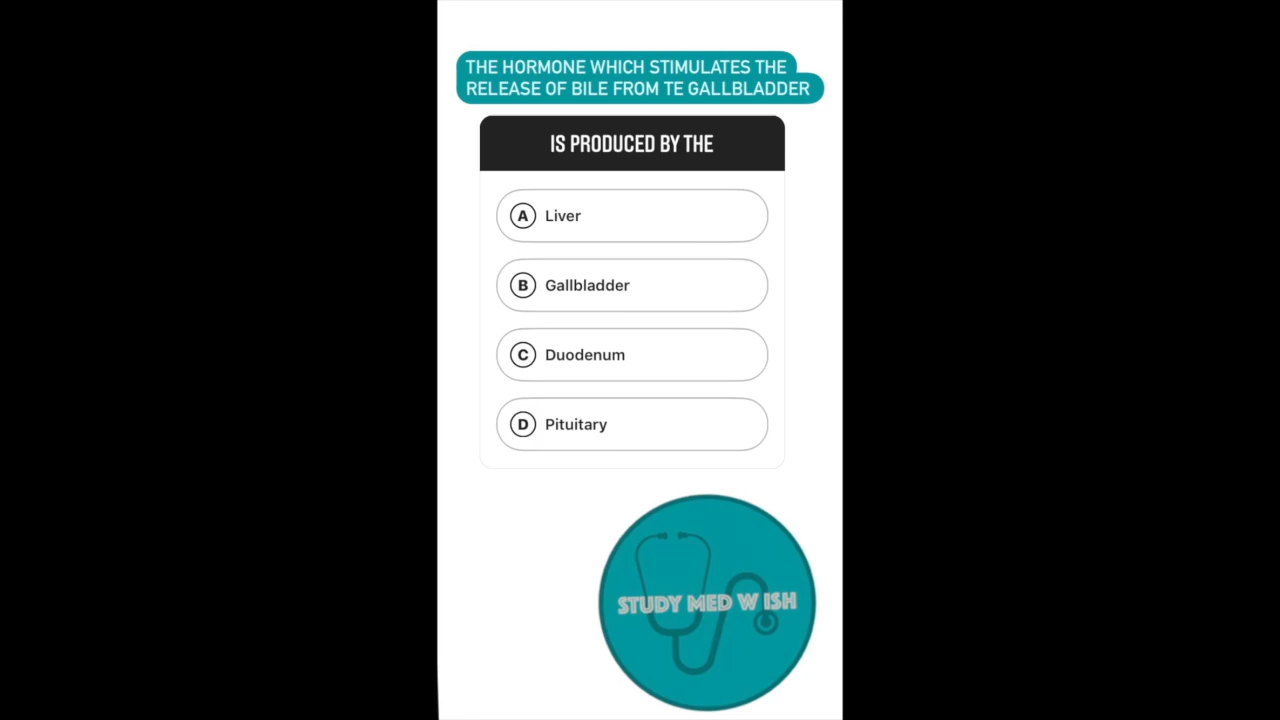 THE HORMONE WHICH STIMULATES THE
RELEASE OF BILE FROM TE GALLBLADDER
IS PRODUCED BY THE
A Liver
B Gallbladder
C Duodenum
D Pituitary
STUDY MED W ISH